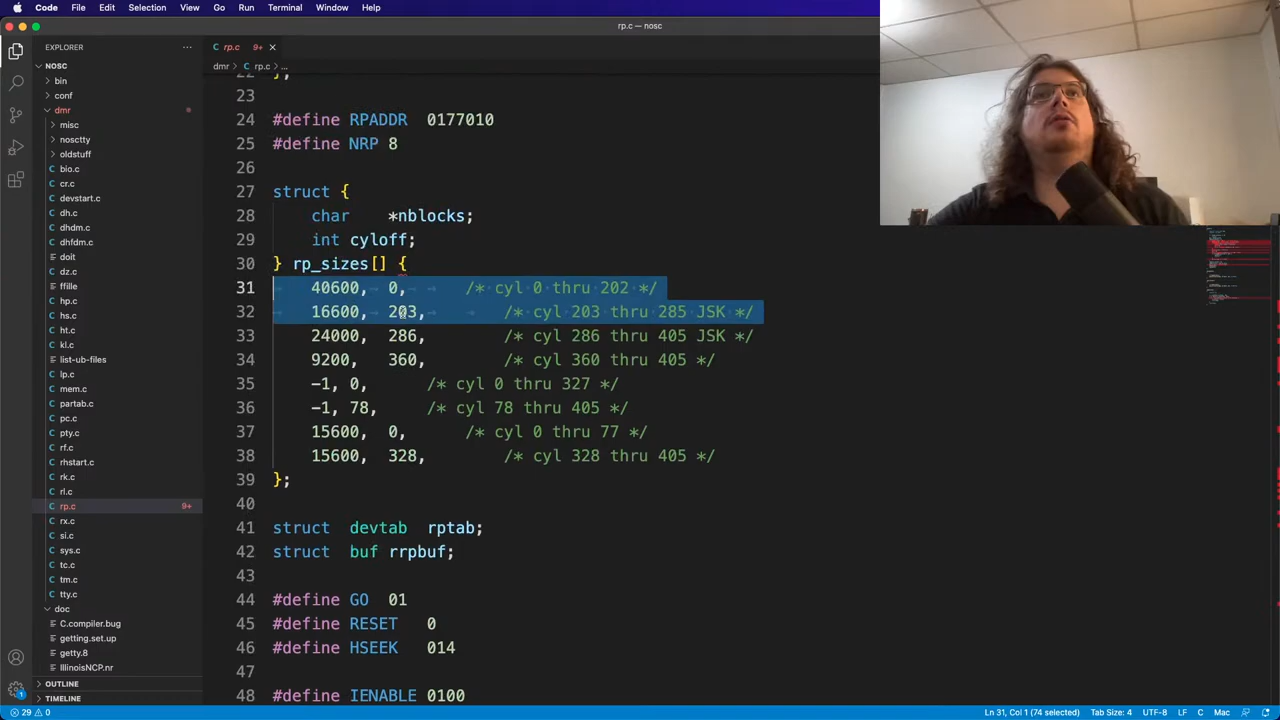 Code File Edit Selection View Go Run Terminal Window Help
rp.c — nosc
EXPLORER
NOSC
bin
conf
dmr
misc
nosctty
oldstuff
bio.c
cr.c
devstart.c
dh.c
dhdm.c
dhfdm.c
doit
dz.c
ffille
hp.c
hs.c
ht.c
kl.c
list-ub-files
lp.c
mem.c
partab.c
pc.c
pty.c
rf.c
rhstart.c
rk.c
rl.c
rp.c 9+
rx.c
si.c
sys.c
tc.c
tm.c
tty.c
doc
C.compiler.bug
getting.set.up
getty.8
IllinoisNCP.nr
OUTLINE
TIMELINE
rp.c 9+
dmr > rp.c > ...
22 };
23
24 #define RPADDR 0177010
25 #define NRP 8
26
27 struct {
28 char *nblocks;
29 int cyloff;
30 } rp_sizes[] {
31 40600, 0, /* cyl 0 thru 202 */
32 16600, 203, /* cyl 203 thru 285 JSK */
33 24000, 286, /* cyl 286 thru 405 JSK */
34 9200, 360, /* cyl 360 thru 405 */
35 -1, 0, /* cyl 0 thru 327 */
36 -1, 78, /* cyl 78 thru 405 */
37 15600, 0, /* cyl 0 thru 77 */
38 15600, 328, /* cyl 328 thru 405 */
39 };
40
41 struct devtab rptab;
42 struct buf rrpbuf;
43
44 #define GO 01
45 #define RESET 0
46 #define HSEEK 014
47
48 #define IENABLE 0100
1
29 0
Ln 31, Col 1 (74 selected) Tab Size: 4 UTF-8 LF C Mac